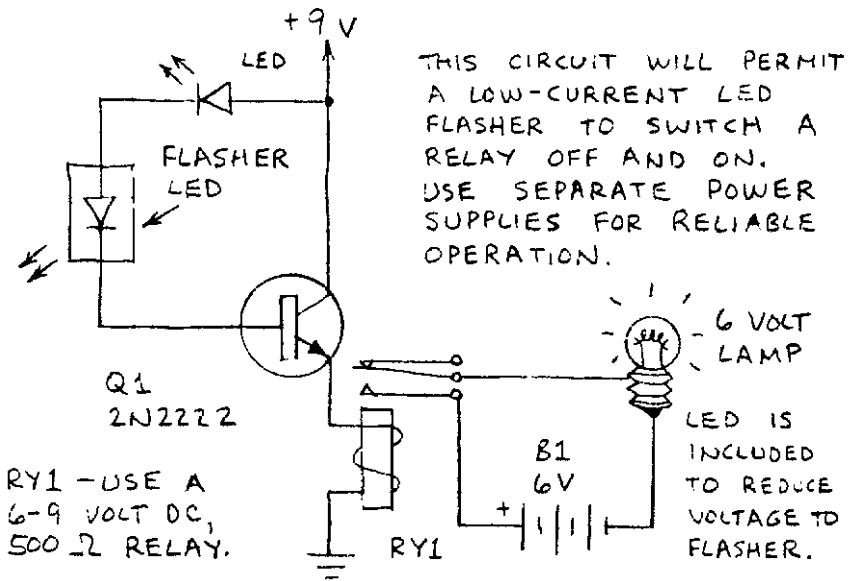 +9 V
LED
THIS CIRCUIT WILL PERMIT
A LOW-CURRENT LED
FLASHER TO SWITCH A
RELAY OFF AND ON.
USE SEPARATE POWER
SUPPLIES FOR RELIABLE
OPERATION.
FLASHER
LED
6 VOLT
LAMP
Q1
2N2222
LED IS
INCLUDED
TO REDUCE
VOLTAGE TO
FLASHER.
B1
6V
+
RY1 - USE A
6-9 VOLT DC,
500 Ω RELAY.
RY1